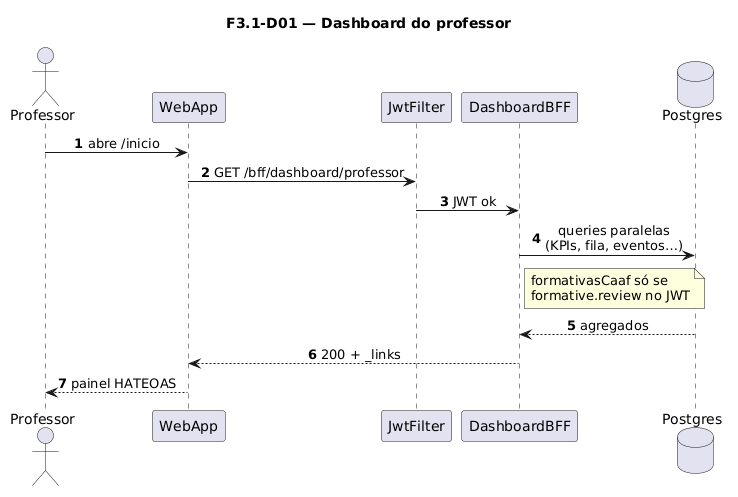 F3.1-D01 — Dashboard do professor
Professor
WebApp
JwtFilter
DashboardBFF
Postgres
1 abre /inicio
2 GET /bff/dashboard/professor
3 JWT ok
4 queries paralelas
(KPIs, fila, eventos...)
formativasCaaf só se
formative.review no JWT
5 agregados
6 200 + _links
7 painel HATEOAS
Professor
WebApp
JwtFilter
DashboardBFF
Postgres